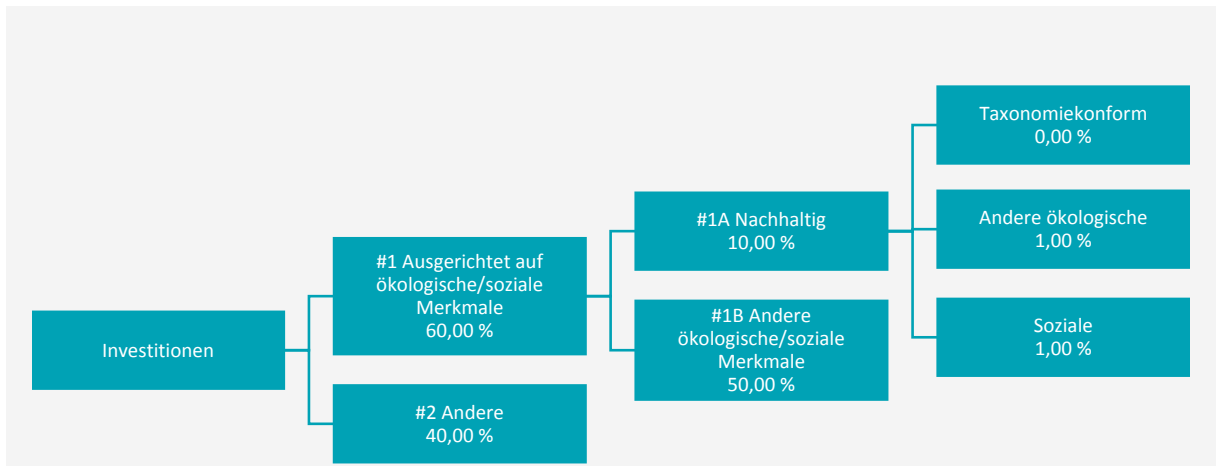 Investitionen
#1 Ausgerichtet auf
ökologische/soziale
Merkmale
60,00 %
#2 Andere
40,00 %
#1A Nachhaltig
10,00 %
#1B Andere
ökologische/soziale
Merkmale
50,00 %
Taxonomiekonform
0,00 %
Andere ökologische
1,00 %
Soziale
1,00 %